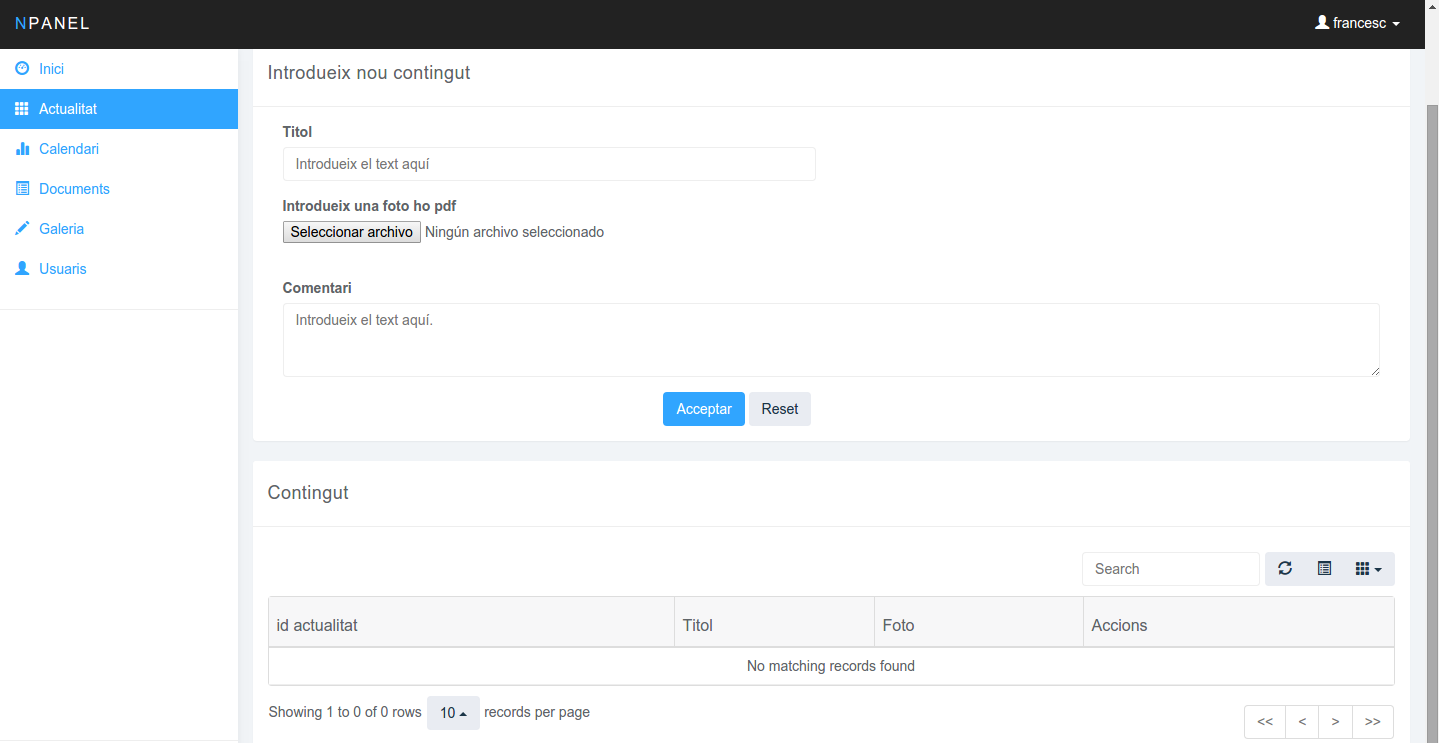 NPANEL
francesc
Inici
Actualitat
Calendari
Documents
Galeria
Usuaris
Introdueix nou contingut
Titol
Introdueix el text aquí
Introdueix una foto ho pdf
Seleccionar archivo Ningún archivo seleccionado
Comentari
Introdueix el text aquí.
Acceptar Reset
Contingut
Search
id actualitat Titol Foto Accions
No matching records found
Showing 1 to 0 of 0 rows 10 records per page
<< < > >>